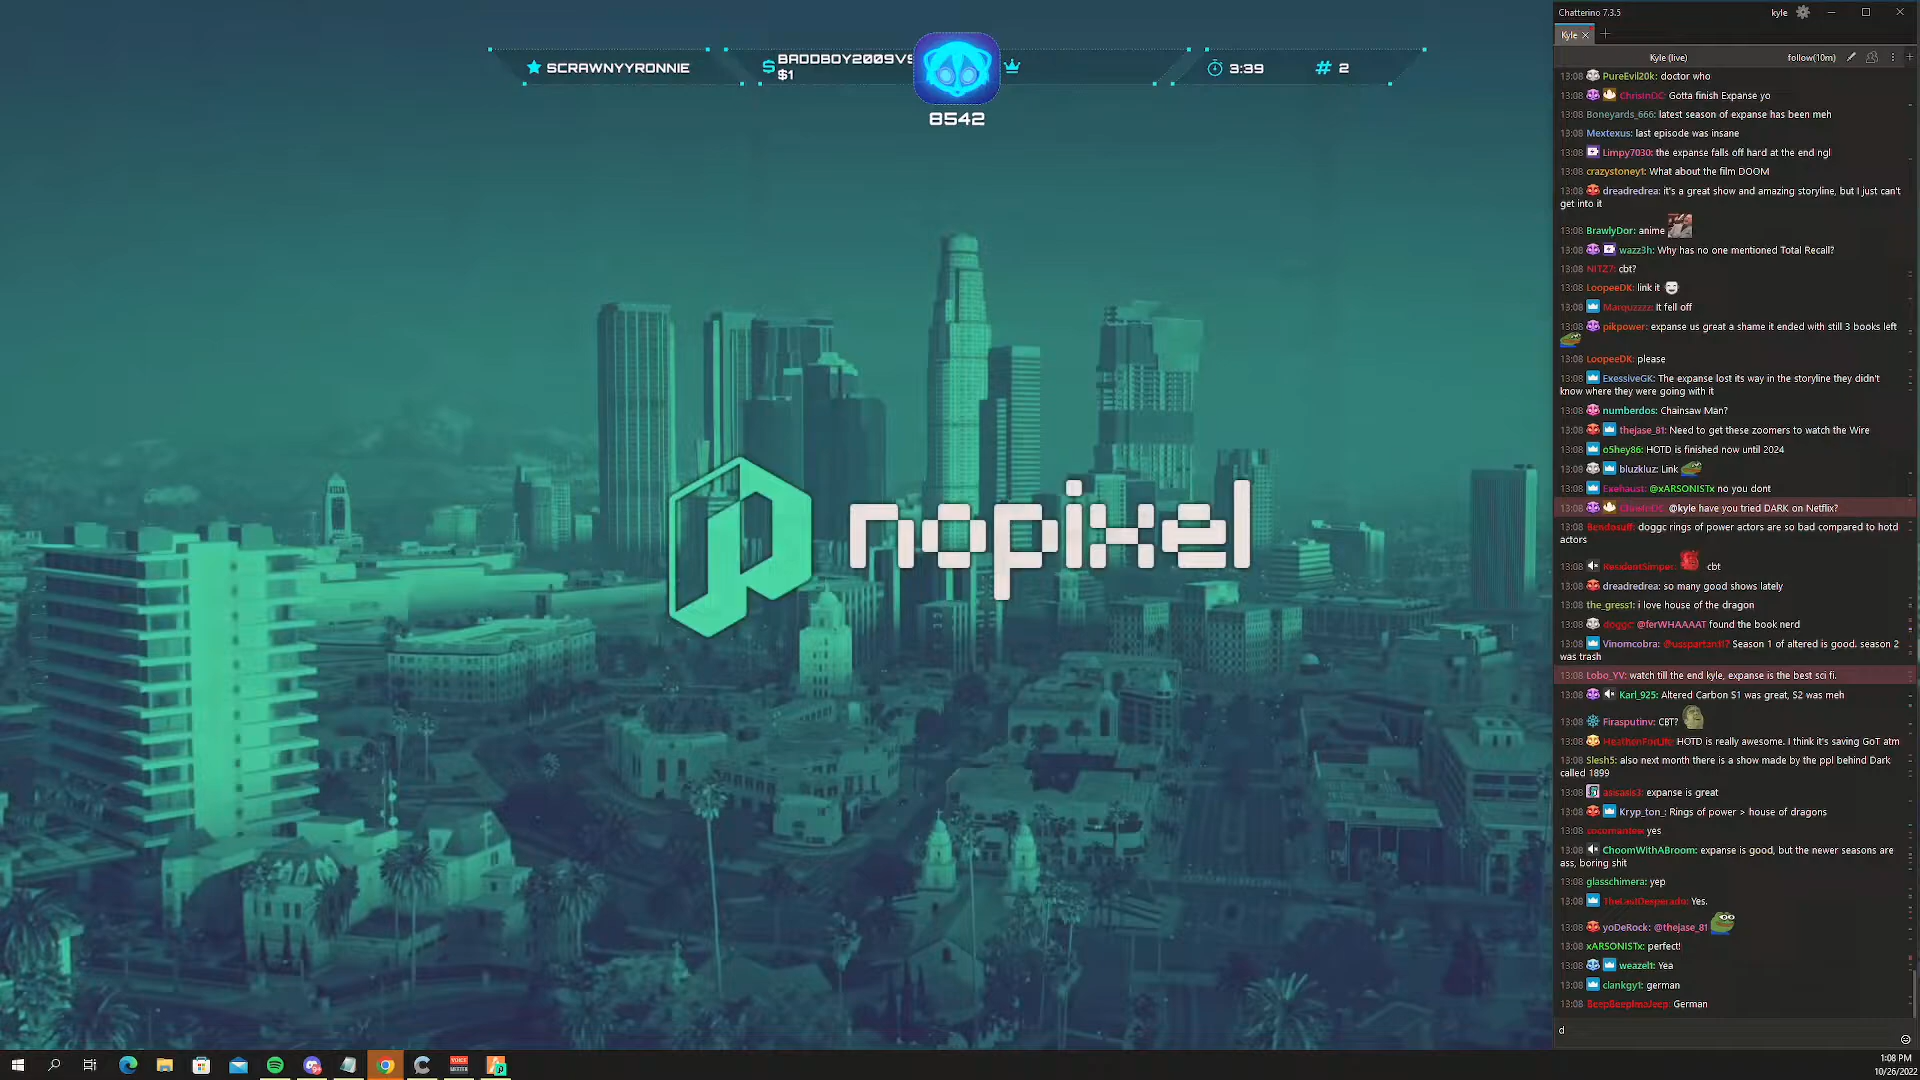 SCRAWNYYRONNIE
BADDBOY2009VS
$1
8542
3:39
# 2
nopixel
Chatterino 7.3.5
kyle
Kyle
Kyle (live)
follow(10m)
13:08 PureEvil20k: doctor who
13:08 ChrisInDC: Gotta finish Expanse yo
13:08 Boneyards_666: latest season of expanse has been meh
13:08 Mextexus: last episode was insane
13:08 Limpy7030: the expanse falls off hard at the end ngl
13:08 crazystoney1: What about the film DOOM
13:08 dreadredrea: it's a great show and amazing storyline, but I just can't
get into it
13:08 BrawlyDor: anime
13:08 wazz3h: Why has no one mentioned Total Recall?
13:08 NITZ7: cbt?
13:08 LoopeeDK: link it
13:08 Marquzzzz: It fell off
13:08 pikpower: expanse us great a shame it ended with still 3 books left
13:08 LoopeeDK: please
13:08 ExessiveGK: The expanse lost its way in the storyline they didn't
know where they were going with it
13:08 numberdos: Chainsaw Man?
13:08 thejase_81: Need to get these zoomers to watch the Wire
13:08 o5hey86: HOTD is finished now until 2024
13:08 bluzkluz: Link
13:08 Exehaust: @xARSONISTx no you dont
13:08 ChrisInDC: @kyle have you tried DARK on Netflix?
13:08 Bendosuff: doggc rings of power actors are so bad compared to hotd
actors
13:08 ResadentSimper: cbt
13:08 dreadredrea: so many good shows lately
13:08 the_gress1: i love house of the dragon
13:08 doggc: @ferWHAAAAT found the book nerd
13:08 Vinomcobra: @usspartan117 Season 1 of altered is good. season 2
was trash
13:08 Lobo_YV: watch till the end kyle, expanse is the best sci fi.
13:08 Karl_925: Altered Carbon S1 was great, S2 was meh
13:08 Firasputinv: CBT?
13:08 HeathenForLife: HOTD is really awesome. I think it's saving GoT atm
13:08 Slesh5: also next month there is a show made by the ppl behind Dark
called 1899
13:08 asisasis3: expanse is great
13:08 Kryp_ton_: Rings of power > house of dragons
13:08 cocomantee: yes
13:08 ChoomWithABroom: expanse is good, but the newer seasons are
ass, boring shit
13:08 glasschimera: yep
13:08 TheLastDesperado: Yes.
13:08 yoDeRock: @thejase_81
13:08 xARSONISTx: perfect!
13:08 weazel1: Yea
13:08 clankgy1: german
13:08 BeepBeepImaJeep: German
d
1:08 PM
10/26/2022